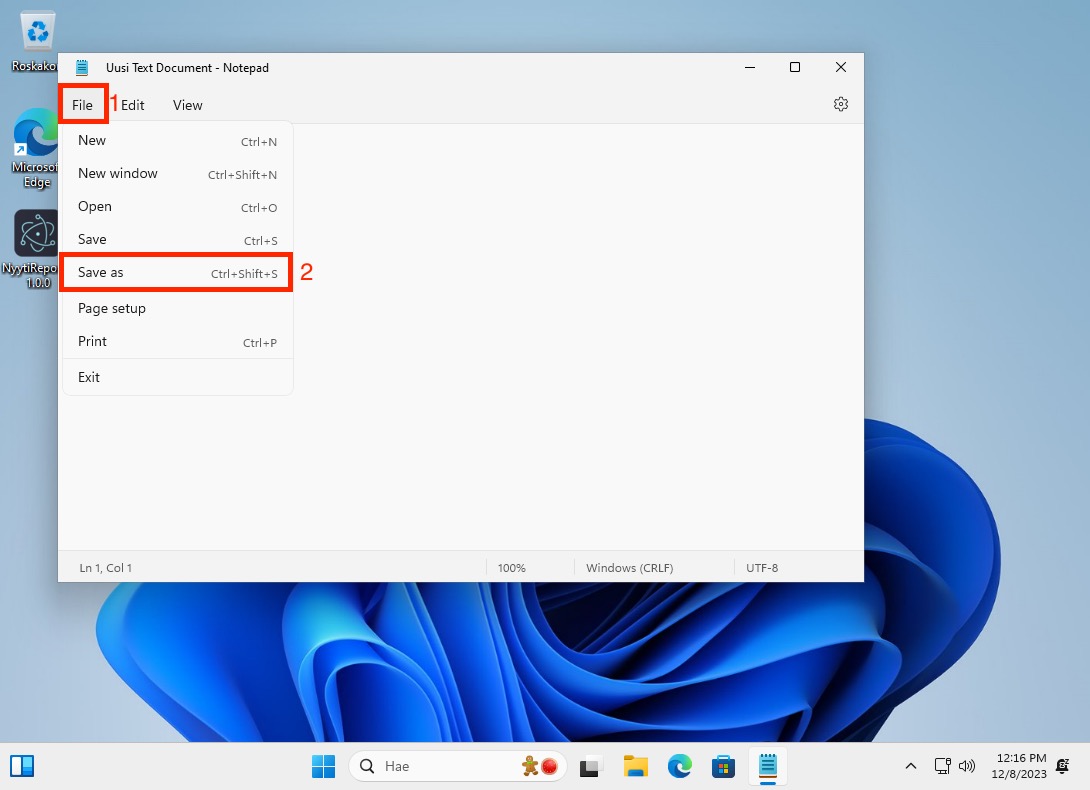 Roskako
Uusi Text Document - Notepad
File 1 Edit View
New Ctrl+N
New window Ctrl+Shift+N
Open Ctrl+O
Save Ctrl+S
Save as Ctrl+Shift+S 2
Page setup
Print Ctrl+P
Exit
Microsof
Edge
NyytiRepo
1.0.0
Ln 1, Col 1 100% Windows (CRLF) UTF-8
Hae
12:16 PM
12/8/2023